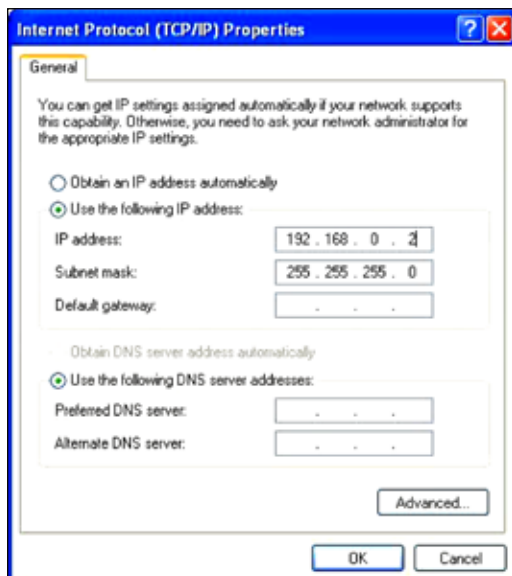 Internet Protocol (TCP/IP) Properties
General
You can get IP settings assigned automatically if your network supports
this capability. Otherwise, you need to ask your network administrator for
the appropriate IP settings.
Obtain an IP address automatically
Use the following IP address:
IP address: 192 . 168 . 0 . 2
Subnet mask: 255 . 255 . 255 . 0
Default gateway: . . .
Obtain DNS server address automatically
Use the following DNS server addresses:
Preferred DNS server: . . .
Alternate DNS server: . . .
Advanced...
OK Cancel